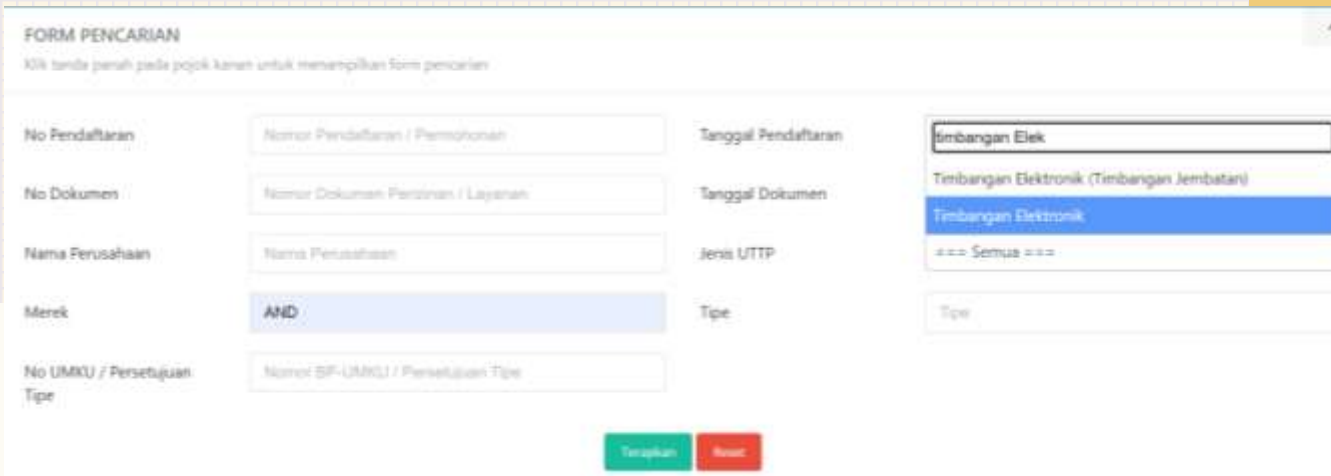 FORM PENCARIAN
Klik tanda panah pada pojok kanan untuk menampilkan form pencarian
No Pendaftaran
Nomor Pendaftaran / Permohonan
Tanggal Pendaftaran
timbangan Elek
Timbangan Elektronik (Timbangan Jembatan)
No Dokumen
Nomor Dokumen Perizinan / Layanan
Tanggal Dokumen
Timbangan Elektronik
Nama Perusahaan
Nama Perusahaan
Jenis UTTP
=== Semua ===
Merek
AND
Tipe
Tipe
No UMKU / Persetujuan
Tipe
Nomor BP-UMKU / Persetujuan Tipe
Terapkan
Reset